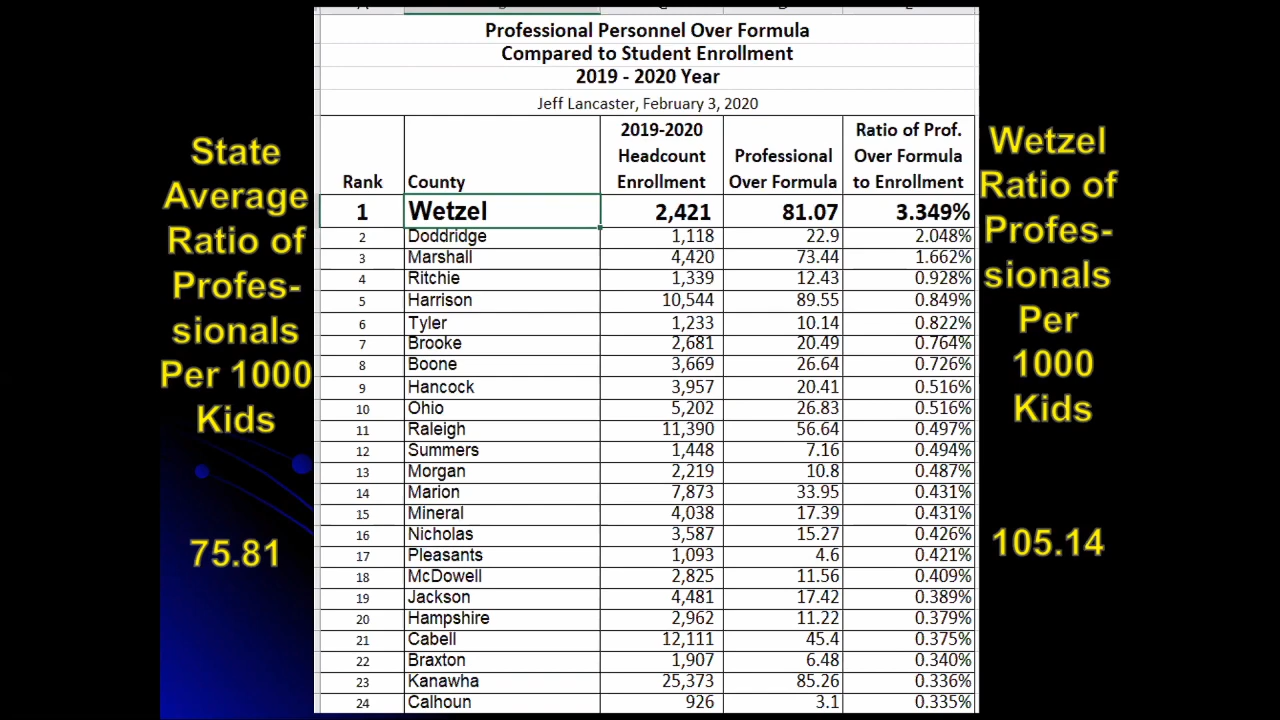 Professional Personnel Over Formula
Compared to Student Enrollment
2019 - 2020 Year
Jeff Lancaster, February 3, 2020
State
Average
Ratio of
Profes-
sionals
Per 1000
Kids
75.81
Rank County 2019-2020 Headcount Enrollment Professional Over Formula Ratio of Prof. Over Formula to Enrollment
1 Wetzel 2,421 81.07 3.349%
2 Doddridge 1,118 22.9 2.048%
3 Marshall 4,420 73.44 1.662%
4 Ritchie 1,339 12.43 0.928%
5 Harrison 10,544 89.55 0.849%
6 Tyler 1,233 10.14 0.822%
7 Brooke 2,681 20.49 0.764%
8 Boone 3,669 26.64 0.726%
9 Hancock 3,957 20.41 0.516%
10 Ohio 5,202 26.83 0.516%
11 Raleigh 11,390 56.64 0.497%
12 Summers 1,448 7.16 0.494%
13 Morgan 2,219 10.8 0.487%
14 Marion 7,873 33.95 0.431%
15 Mineral 4,038 17.39 0.431%
16 Nicholas 3,587 15.27 0.426%
17 Pleasants 1,093 4.6 0.421%
18 McDowell 2,825 11.56 0.409%
19 Jackson 4,481 17.42 0.389%
20 Hampshire 2,962 11.22 0.379%
21 Cabell 12,111 45.4 0.375%
22 Braxton 1,907 6.48 0.340%
23 Kanawha 25,373 85.26 0.336%
24 Calhoun 926 3.1 0.335%
Wetzel
Ratio of
Profes-
sionals
Per
1000
Kids
105.14